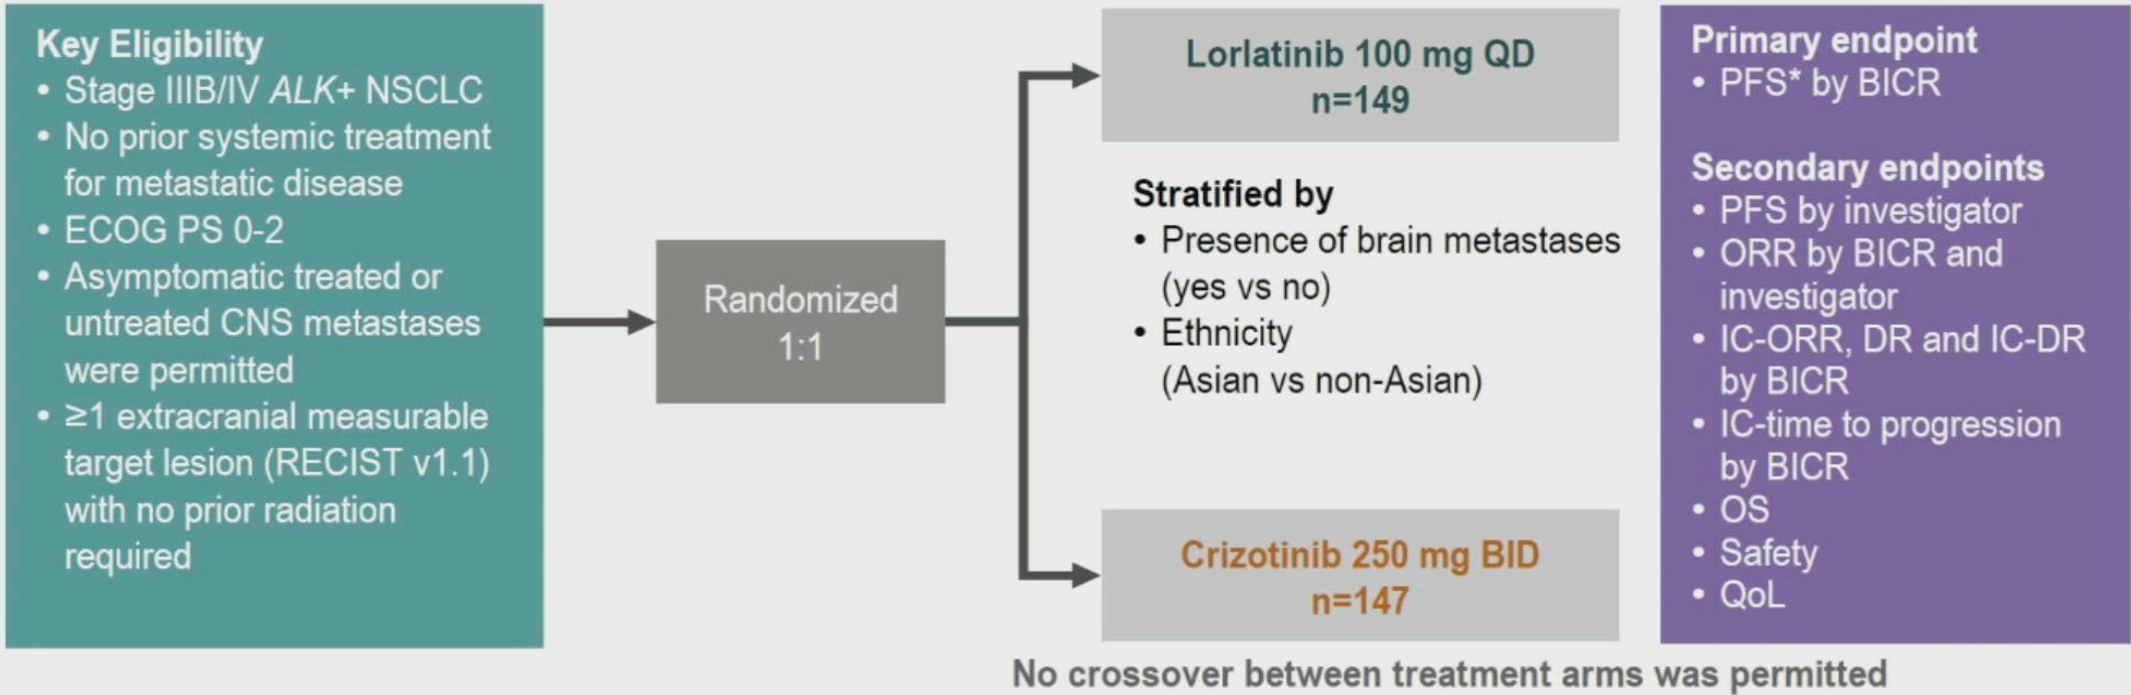 Key Eligibility
• Stage IIIB/IV ALK+ NSCLC
• No prior systemic treatment
for metastatic disease
• ECOG PS 0-2
• Asymptomatic treated or
untreated CNS metastases
were permitted
• ≥1 extracranial measurable
target lesion (RECIST v1.1)
with no prior radiation
required
Randomized
1:1
Lorlatinib 100 mg QD
n=149
Stratified by
• Presence of brain metastases
(yes vs no)
• Ethnicity
(Asian vs non-Asian)
Crizotinib 250 mg BID
n=147
No crossover between treatment arms was permitted
Primary endpoint
• PFS* by BICR
Secondary endpoints
• PFS by investigator
• ORR by BICR and
investigator
• IC-ORR, DR and IC-DR
by BICR
• IC-time to progression
by BICR
• OS
• Safety
• QoL